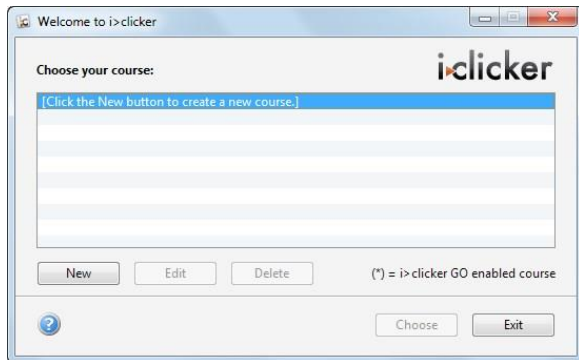 Welcome to i>clicker
Choose your course:
i>clicker
[Click the New button to create a new course.]
New
Edit
Delete
(*) = i>clicker GO enabled course
?
Choose
Exit